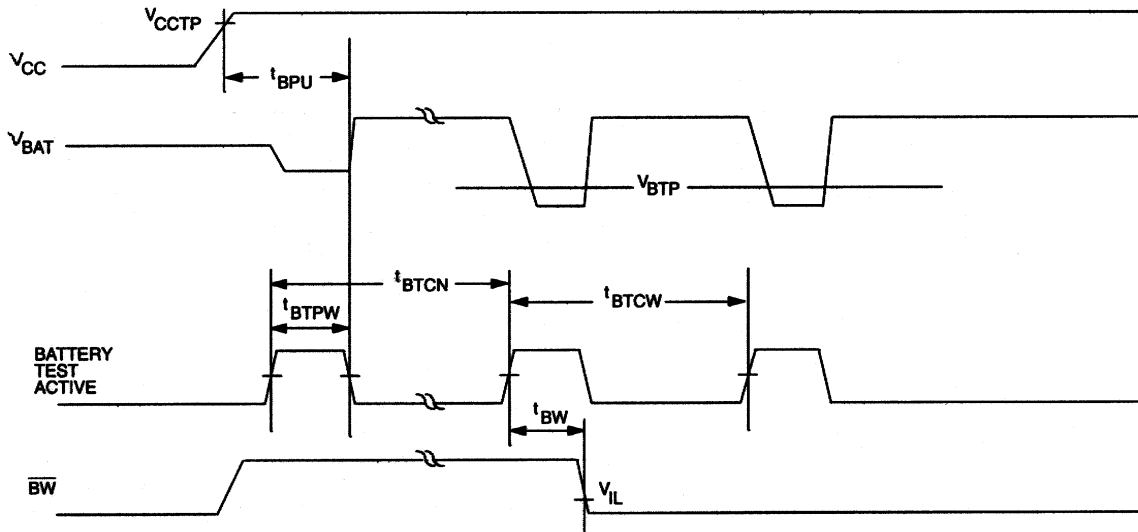 VCCTP
VCC
tBPU
VBAT
VBTP
tBTCN
tBTCW
tBTPW
BATTERY
TEST
ACTIVE
tBW
BW
VIL